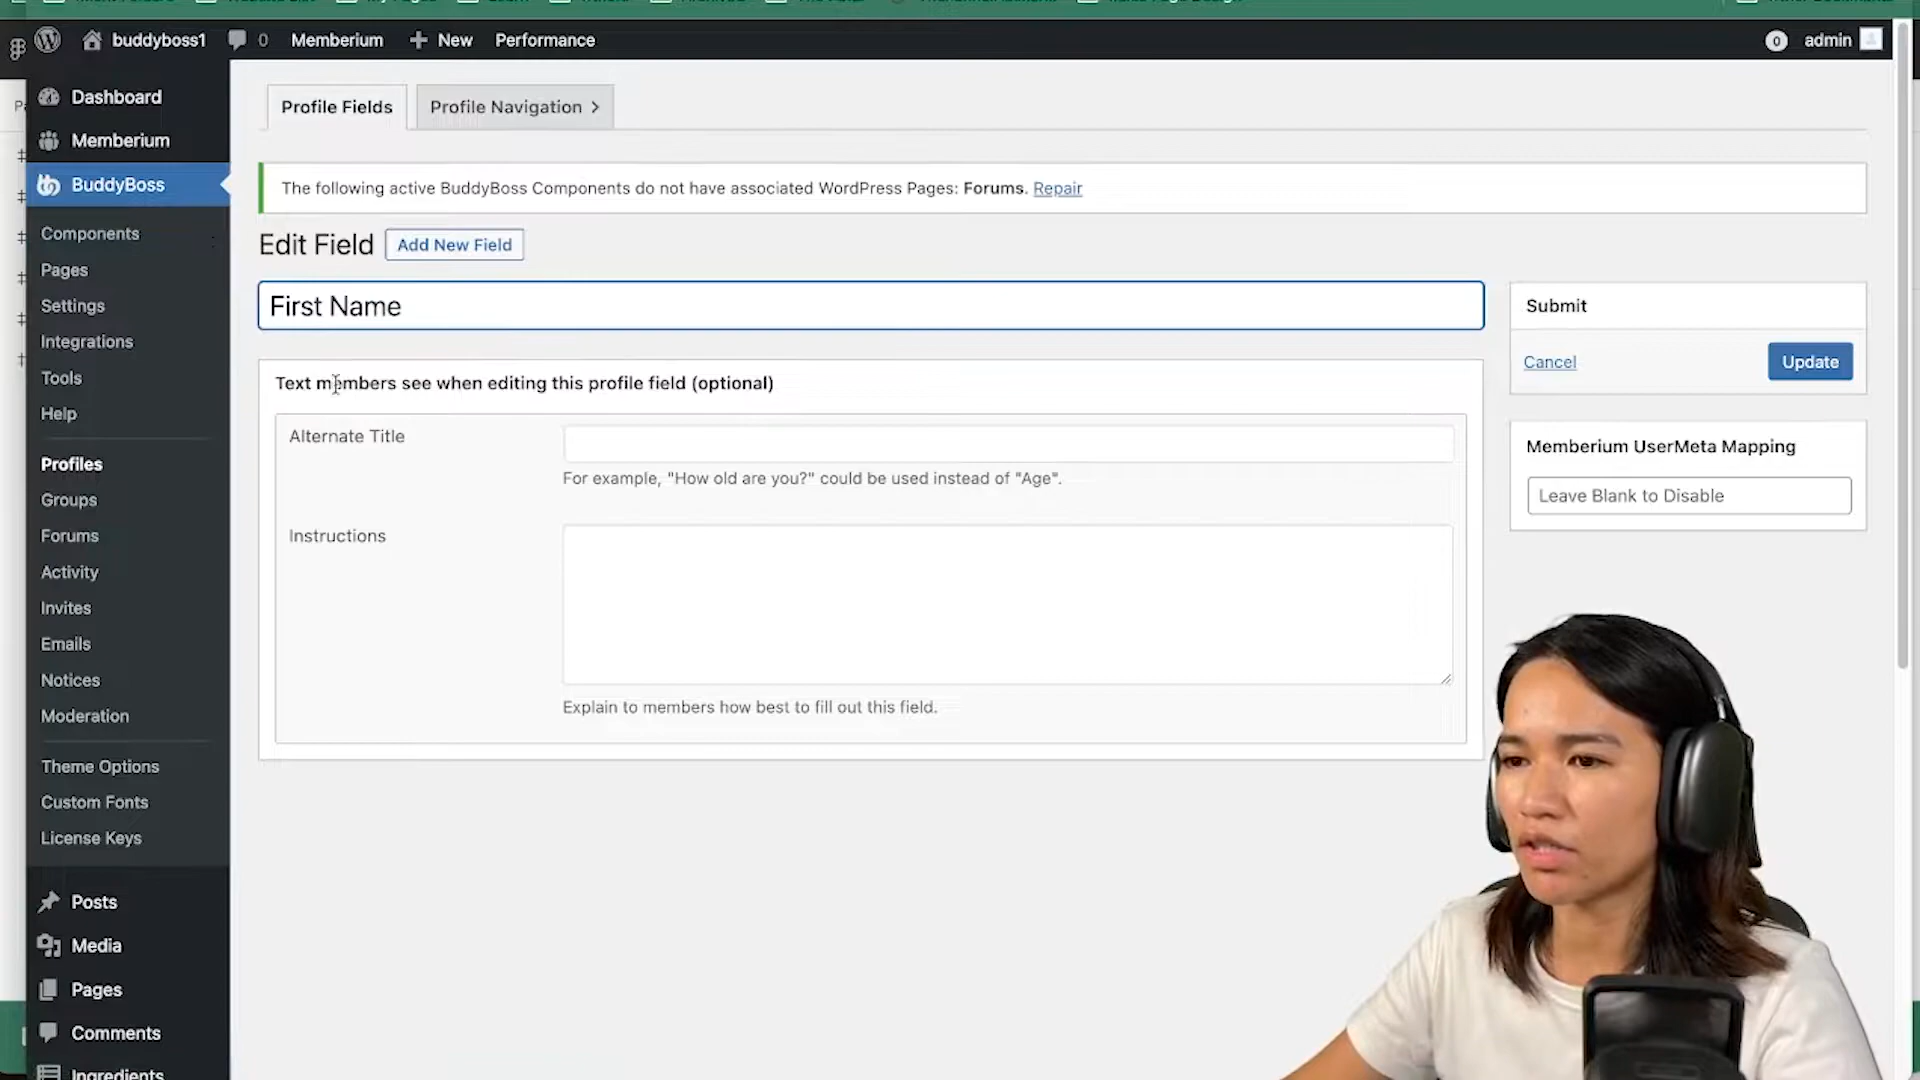 buddyboss1
0
Memberium
New
Performance
0
admin
Dashboard
Memberium
BuddyBoss
Components
Pages
Settings
Integrations
Tools
Help
Profiles
Groups
Forums
Activity
Invites
Emails
Notices
Moderation
Theme Options
Custom Fonts
License Keys
Posts
Media
Pages
Comments
Ingredients
Profile Fields
Profile Navigation
The following active BuddyBoss Components do not have associated WordPress Pages: Forums. Repair
Edit Field
Add New Field
First Name
Text members see when editing this profile field (optional)
Alternate Title
For example, "How old are you?" could be used instead of "Age".
Instructions
Explain to members how best to fill out this field.
Submit
Cancel
Update
Memberium UserMeta Mapping
Leave Blank to Disable